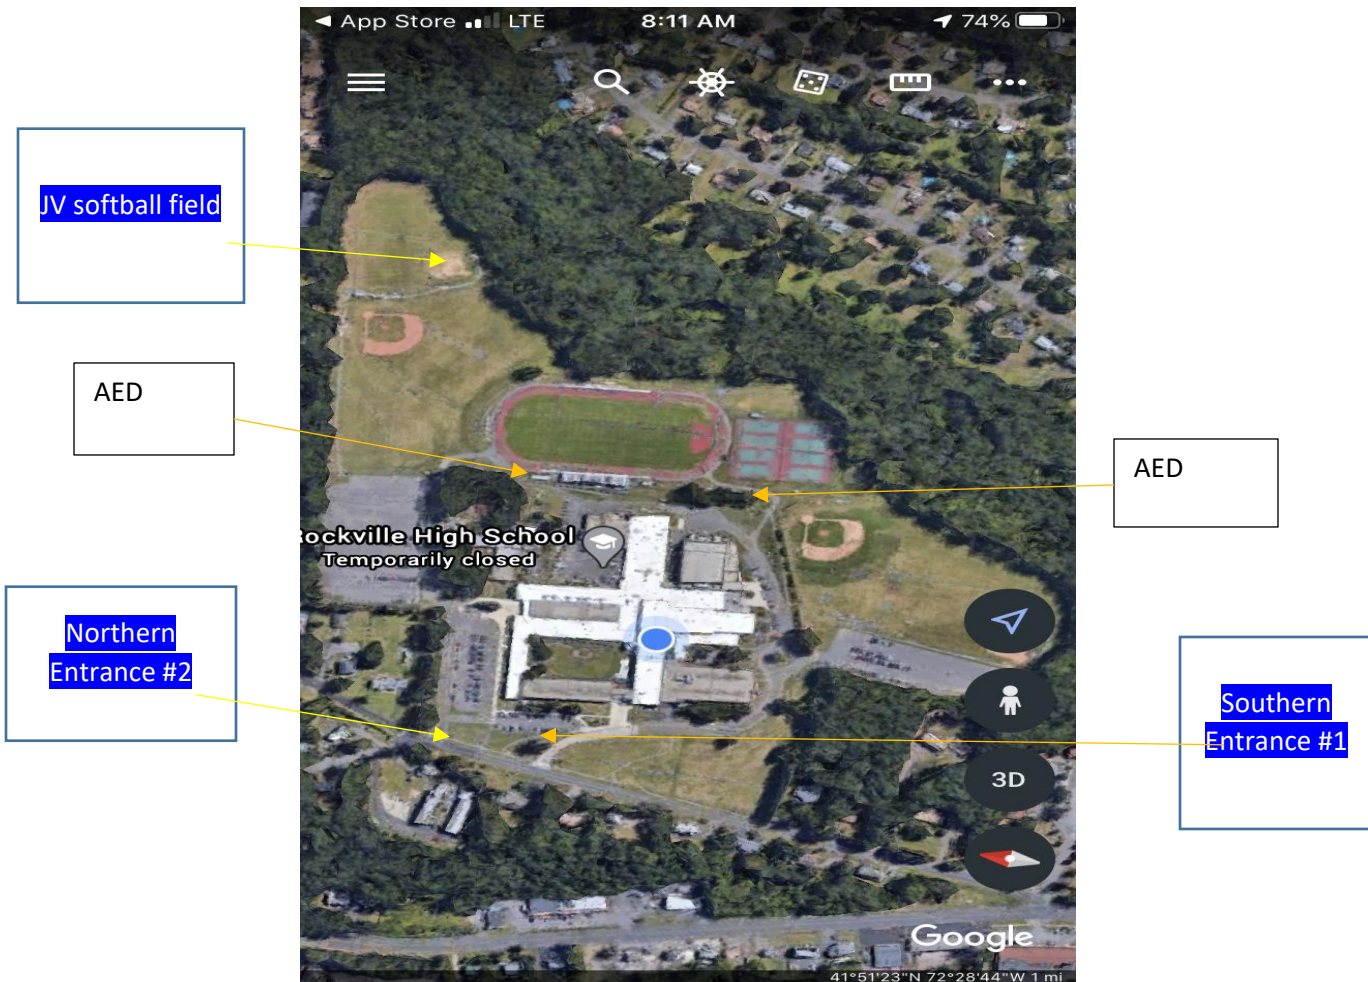 App Store LTE 8:11 AM 74%
JV softball field
AED
AED
Rockville High School
Temporarily closed
Northern
Entrance #2
Southern
Entrance #1
3D
Google
41°51'23"N 72°28'44"W 1 mi